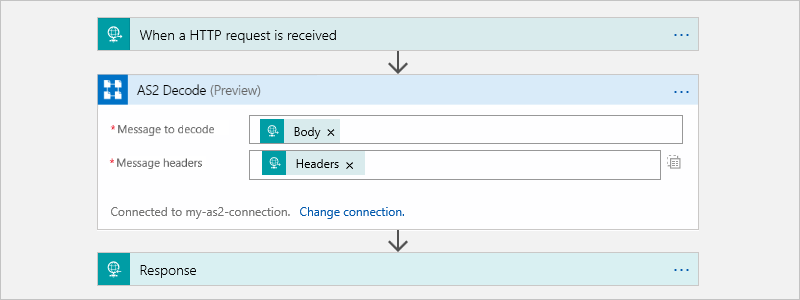 When a HTTP request is received ...
AS2 Decode (Preview) ...
*Message to decode Body ×
*Message headers Headers ×
Connected to my-as2-connection. Change connection.
Response ...